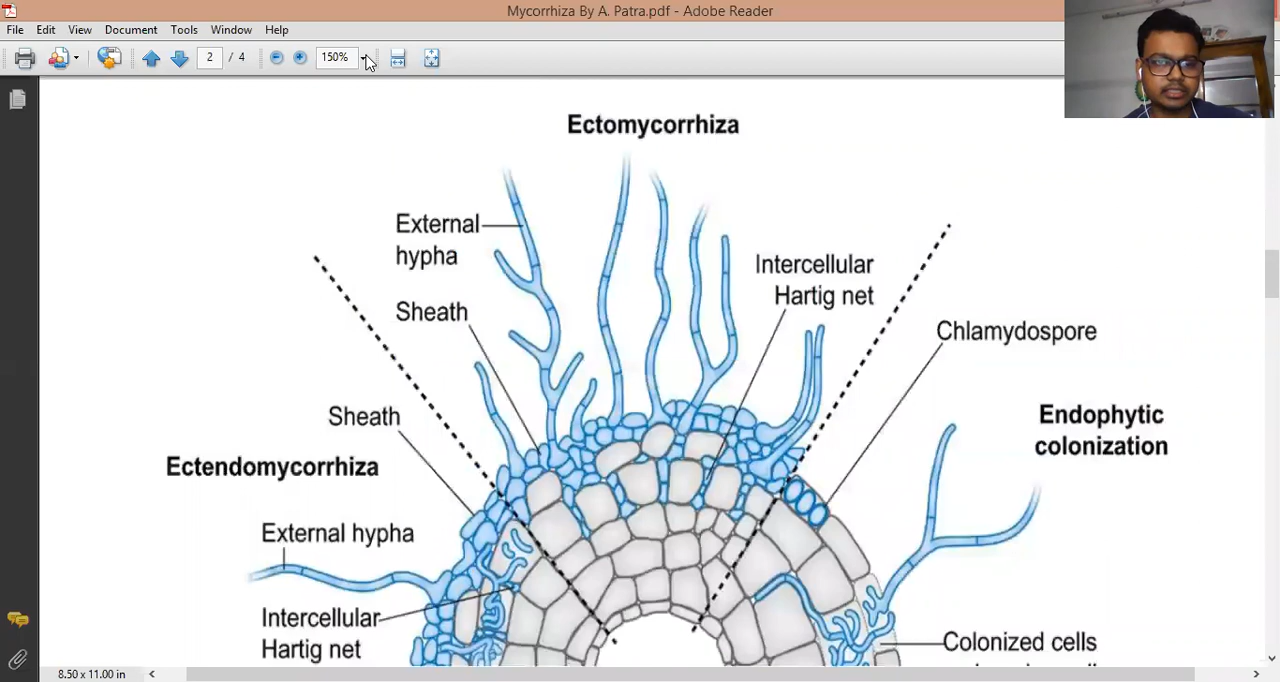 Mycorrhiza By A. Patra.pdf - Adobe Reader
File Edit View Document Tools Window Help
2 / 4 150%
Ectomycorrhiza
External
hypha
Intercellular
Hartig net
Sheath
Chlamydospore
Sheath
Endophytic
colonization
Ectendomycorrhiza
External hypha
Intercellular
Hartig net
Colonized cells
8.50 x 11.00 in